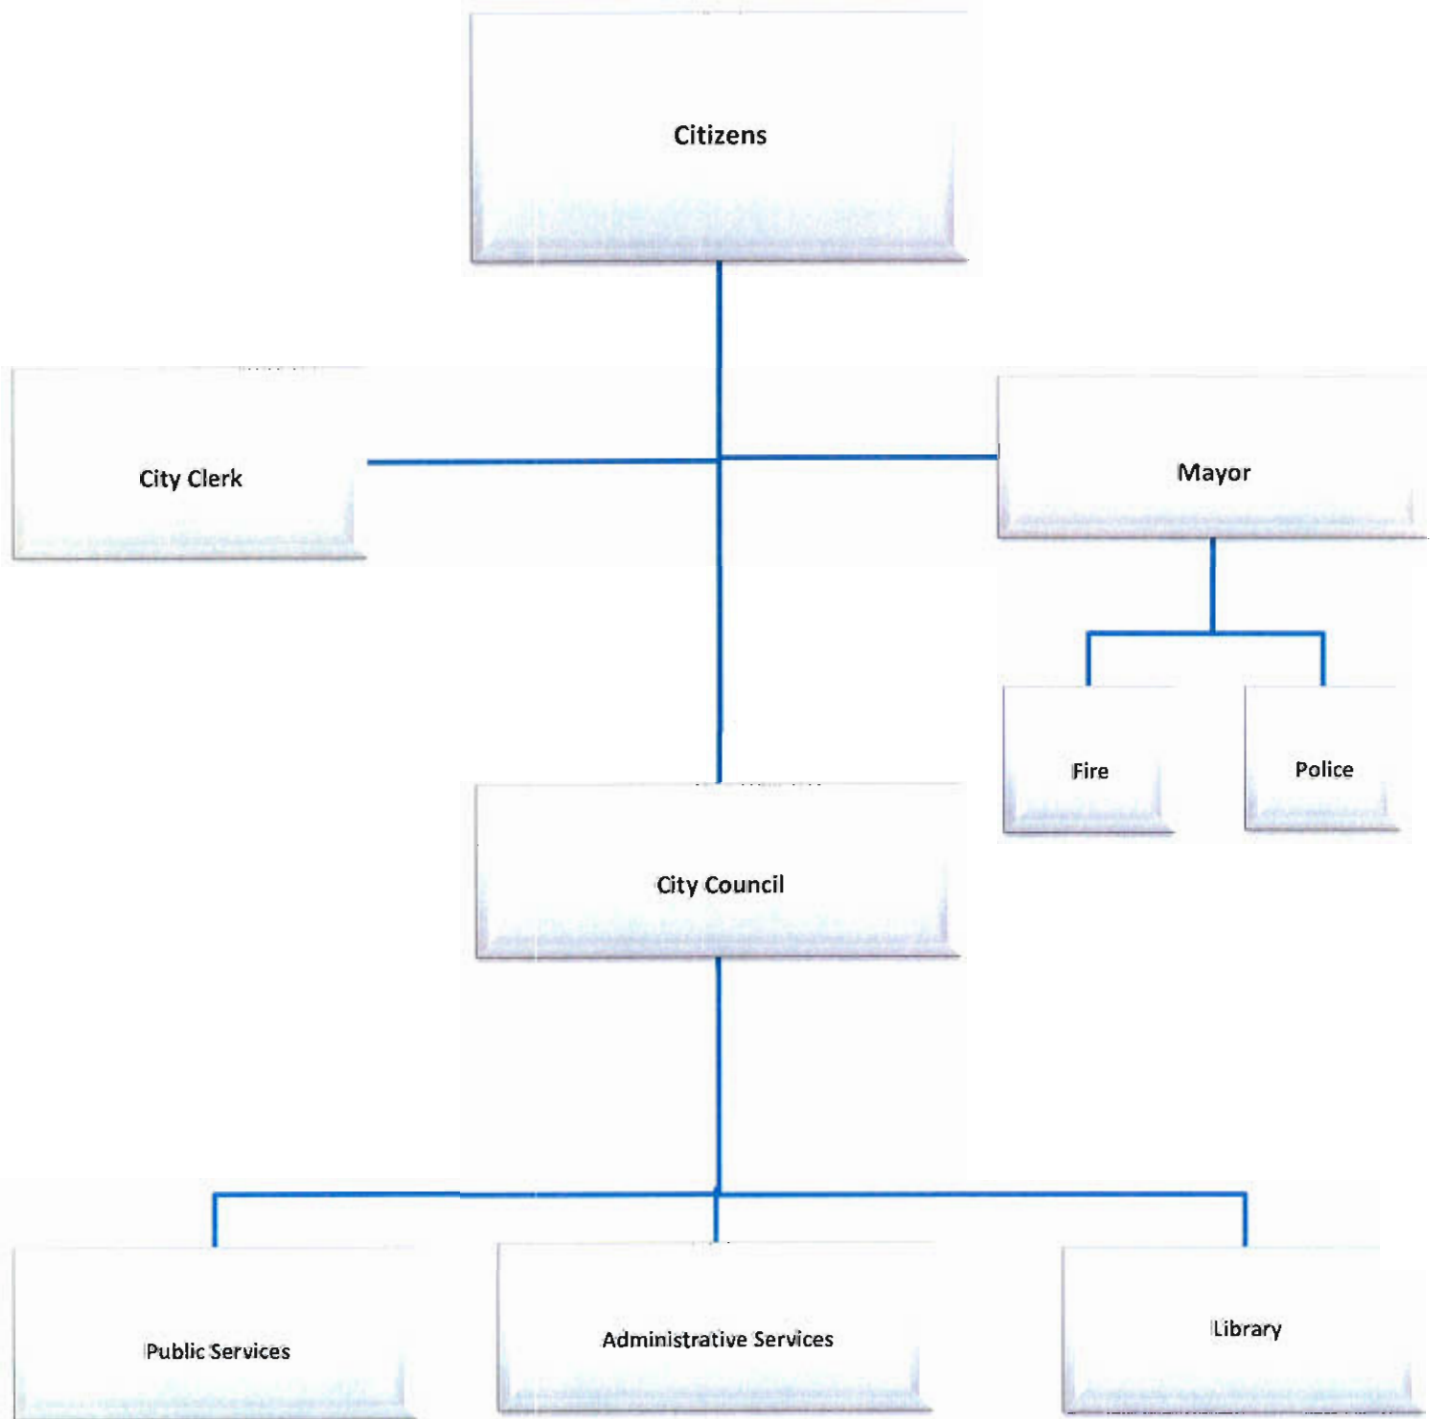 Citizens
City Clerk
Mayor
Fire
Police
City Council
Public Services
Administrative Services
Library